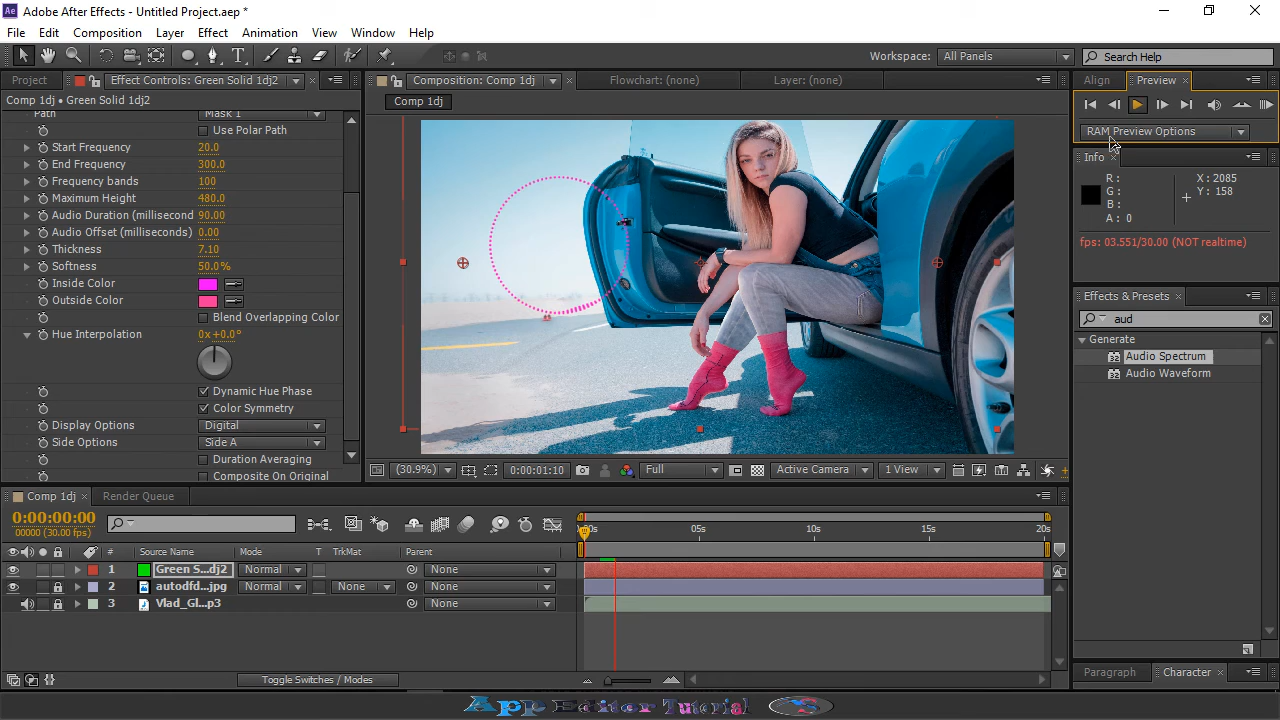 Adobe After Effects - Untitled Project.aep *
File Edit Composition Layer Effect Animation View Window Help
Workspace: All Panels Search Help
Project Effect Controls: Green Solid 1dj2 Composition: Comp 1dj Flowchart: (none) Layer: (none) Align Preview
Comp 1dj • Green Solid 1dj2
Comp 1dj
Path Mask 1
Use Polar Path
Start Frequency 20.0
End Frequency 300.0
Frequency bands 100
Maximum Height 480.0
Audio Duration (millisecond 90.00
Audio Offset (milliseconds) 0.00
Thickness 7.10
Softness 50.0%
Inside Color
Outside Color
Blend Overlapping Color
Hue Interpolation 0x+0.0°
Dynamic Hue Phase
Color Symmetry
Display Options Digital
Side Options Side A
Duration Averaging
Composite On Original
RAM Preview Options
Info
R: X: 2085
G: Y: 158
B:
A: 0
fps: 03.551/30.00 (NOT realtime)
Effects & Presets
aud
Generate
Audio Spectrum
Audio Waveform
(30.9%) 0:00:01:10 Full Active Camera 1 View
Comp 1dj Render Queue
0:00:00:00
00000 (30.00 fps)
05s 10s 15s 20s
# Source Name Mode T TrkMat Parent
1 Green S...dj2 Normal None
2 autodfd...jpg Normal None None
3 Vlad_Gl...p3 None
Toggle Switches / Modes
Paragraph Character
App Editor Tutorial